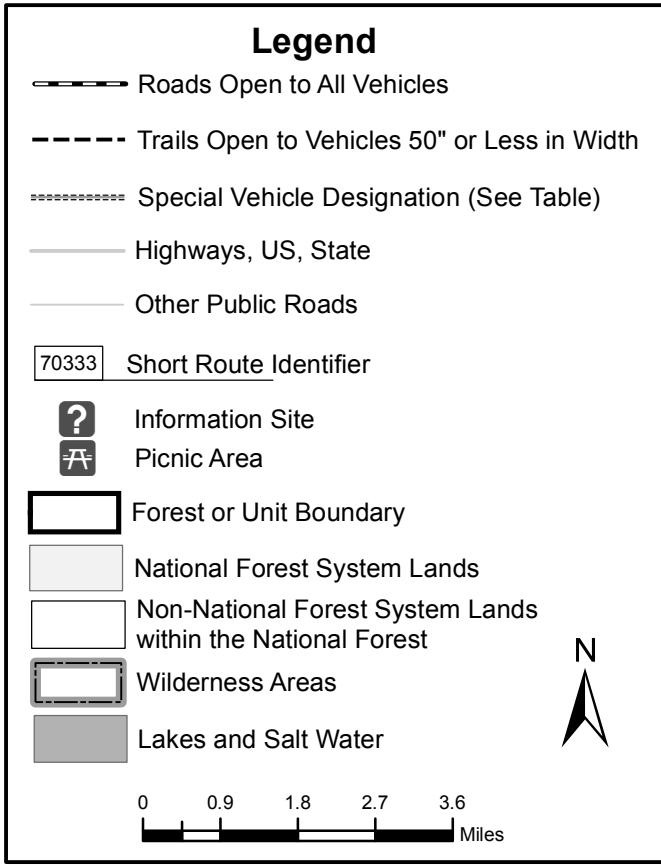 Legend
Roads Open to All Vehicles
Trails Open to Vehicles 50" or Less in Width
Special Vehicle Designation (See Table)
Highways, US, State
Other Public Roads
70333 Short Route Identifier
? Information Site
Picnic Area
Forest or Unit Boundary
National Forest System Lands
Non-National Forest System Lands
within the National Forest
N
Wilderness Areas
Lakes and Salt Water
0 0.9 1.8 2.7 3.6
Miles